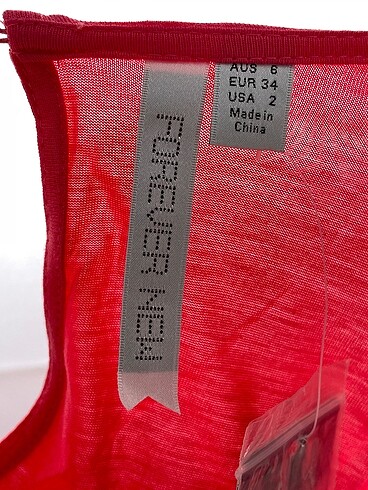 AUS 6
EUR 34
USA 2
Made in
China
FOREVER NEW